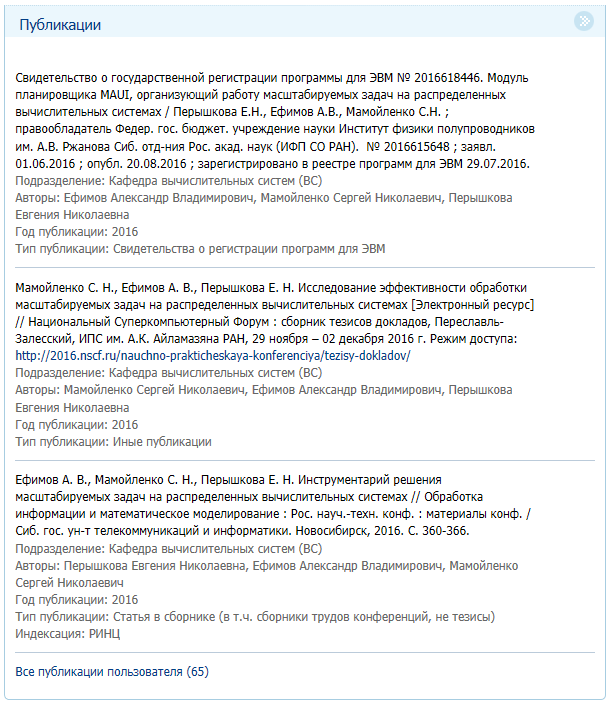 Публикации
Свидетельство о государственной регистрации программы для ЭВМ № 2016618446. Модуль
планировщика MAUI, организующий работу масштабируемых задач на распределенных
вычислительных системах / Перышкова Е.Н., Ефимов А.В., Мамойленко С.Н. ;
правообладатель Федер. гос. бюджет. учреждение науки Институт физики полупроводников
им. А.В. Ржанова Сиб. отд-ния Рос. акад. наук (ИФП СО РАН). № 2016615648 ; заявл.
01.06.2016 ; опубл. 20.08.2016 ; зарегистрировано в реестре программ для ЭВМ 29.07.2016.
Подразделение: Кафедра вычислительных систем (ВС)
Авторы: Ефимов Александр Владимирович, Мамойленко Сергей Николаевич, Перышкова
Евгения Николаевна
Год публикации: 2016
Тип публикации: Свидетельства о регистрации программ для ЭВМ
Мамойленко С. Н., Ефимов А. В., Перышкова Е. Н. Исследование эффективности обработки
масштабируемых задач на распределенных вычислительных системах [Электронный ресурс]
// Национальный Суперкомпьютерный Форум : сборник тезисов докладов, Переславль-
Залесский, ИПС им. А.К. Айламазяна РАН, 29 ноября – 02 декабря 2016 г. Режим доступа:
http://2016.nscf.ru/nauchno-prakticheskaya-konferenciya/tezisy-dokladov/
Подразделение: Кафедра вычислительных систем (ВС)
Авторы: Мамойленко Сергей Николаевич, Ефимов Александр Владимирович, Перышкова
Евгения Николаевна
Год публикации: 2016
Тип публикации: Иные публикации
Ефимов А. В., Мамойленко С. Н., Перышкова Е. Н. Инструментарий решения
масштабируемых задач на распределенных вычислительных системах // Обработка
информации и математическое моделирование : Рос. науч.-техн. конф. : материалы конф. /
Сиб. гос. ун-т телекоммуникаций и информатики. Новосибирск, 2016. С. 360-366.
Подразделение: Кафедра вычислительных систем (ВС)
Авторы: Перышкова Евгения Николаевна, Ефимов Александр Владимирович, Мамойленко
Сергей Николаевич
Год публикации: 2016
Тип публикации: Статья в сборнике (в т.ч. сборники трудов конференций, не тезисы)
Индексация: РИНЦ
Все публикации пользователя (65)